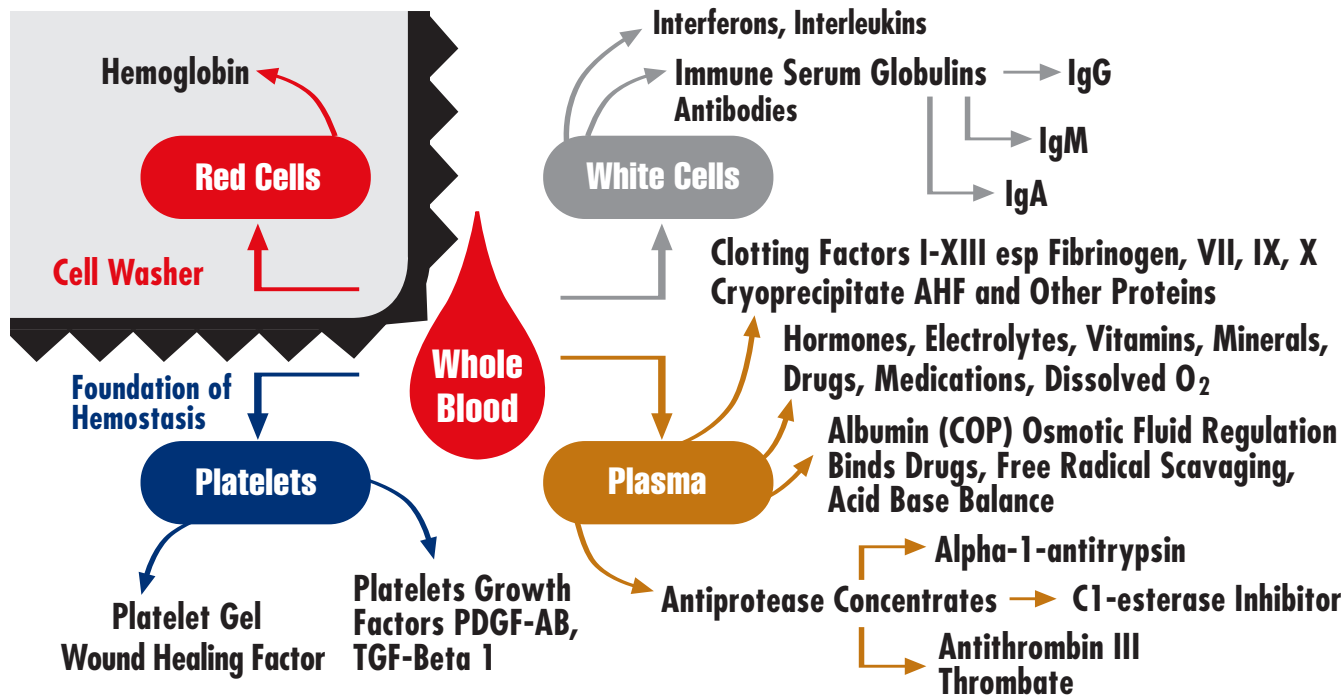 Hemoglobin
Red Cells
Cell Washer
Interferons, Interleukins
Immune Serum Globulins
Antibodies
IgG
IgM
IgA
White Cells
Whole
Blood
Clotting Factors I-XIII esp Fibrinogen, VII, IX, X
Cryoprecipitate AHF and Other Proteins
Hormones, Electrolytes, Vitamins, Minerals,
Drugs, Medications, Dissolved O₂
Albumin (COP) Osmotic Fluid Regulation
Binds Drugs, Free Radical Scavaging,
Acid Base Balance
Plasma
Foundation of
Hemostasis
Platelets
Platelet Gel
Wound Healing Factor
Platelets Growth
Factors PDGF-AB,
TGF-Beta 1
Antiprotease Concentrates
Alpha-1-antitrypsin
C1-esterase Inhibitor
Antithrombin III
Thrombate